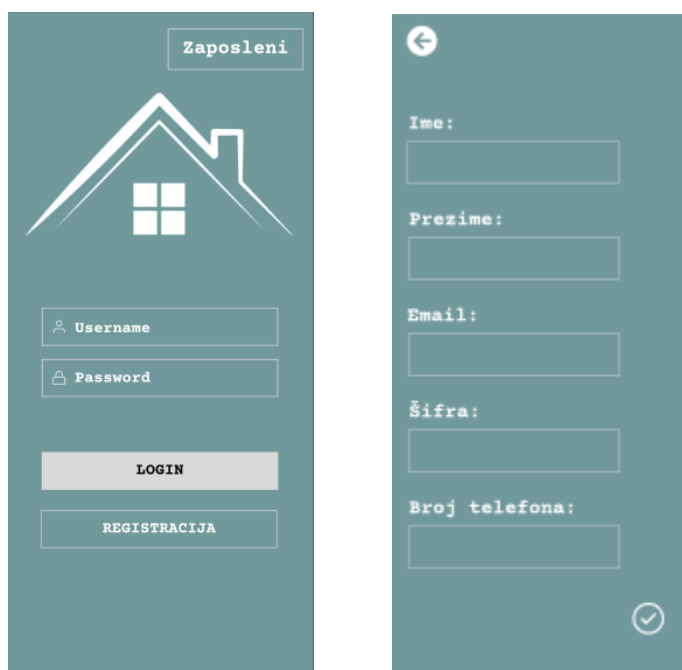 Zaposleni
Username
Password
LOGIN
REGISTRACIJA
Ime:
Prezime:
Email:
Šifra:
Broj telefona: